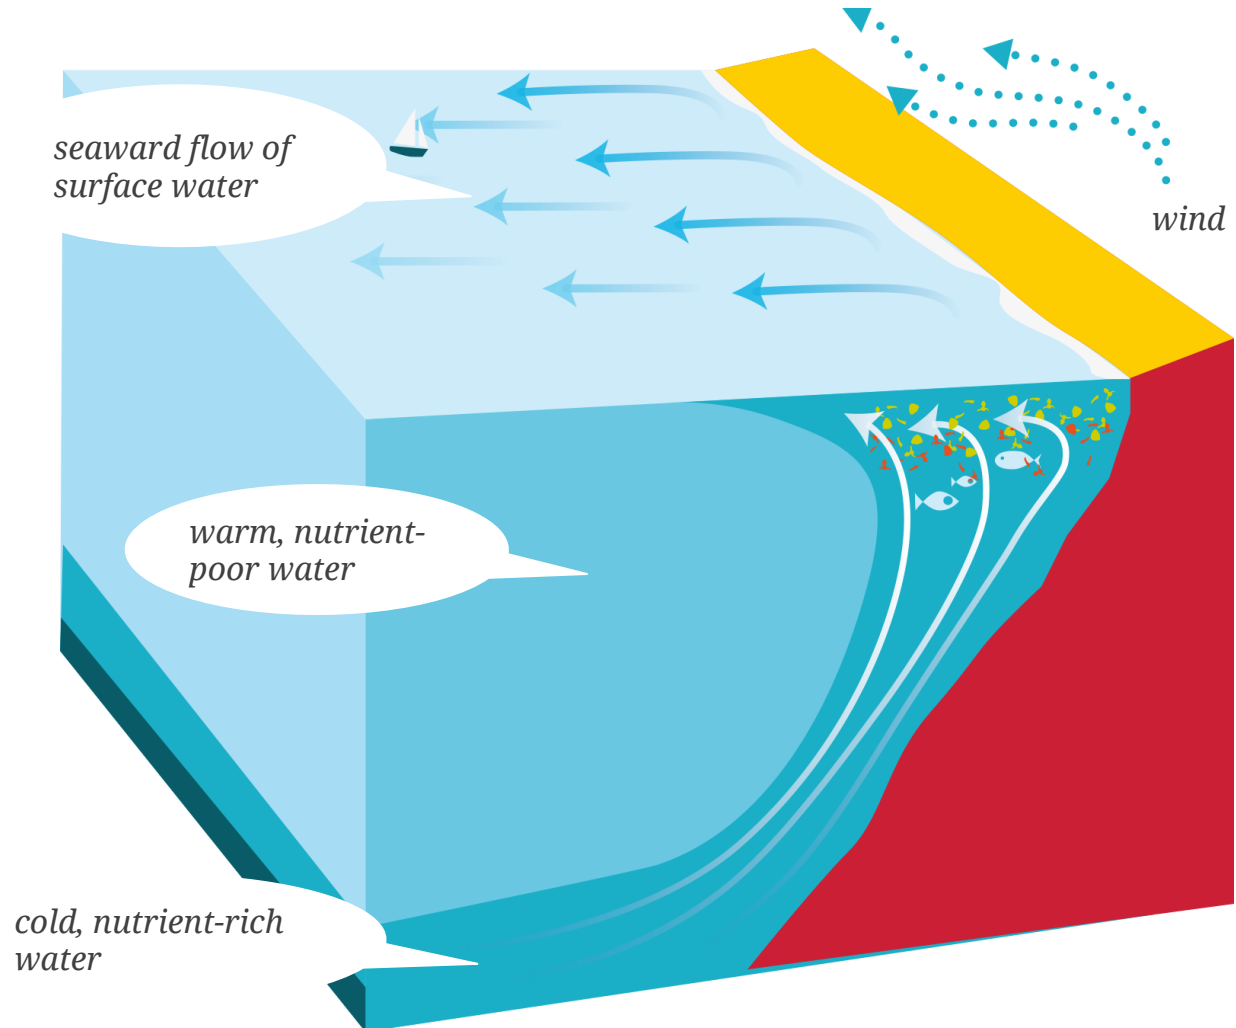 seaward flow of
surface water
wind
warm, nutrient-
poor water
cold, nutrient-rich
water